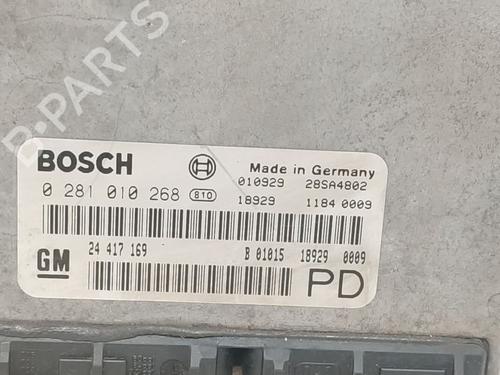 B-PARTS
BOSCH
Made in Germany
0 281 010 268 810
010929 28SA4802
18929 1184 0009
GM
24 417 169
B 01015 18929 0009
PD